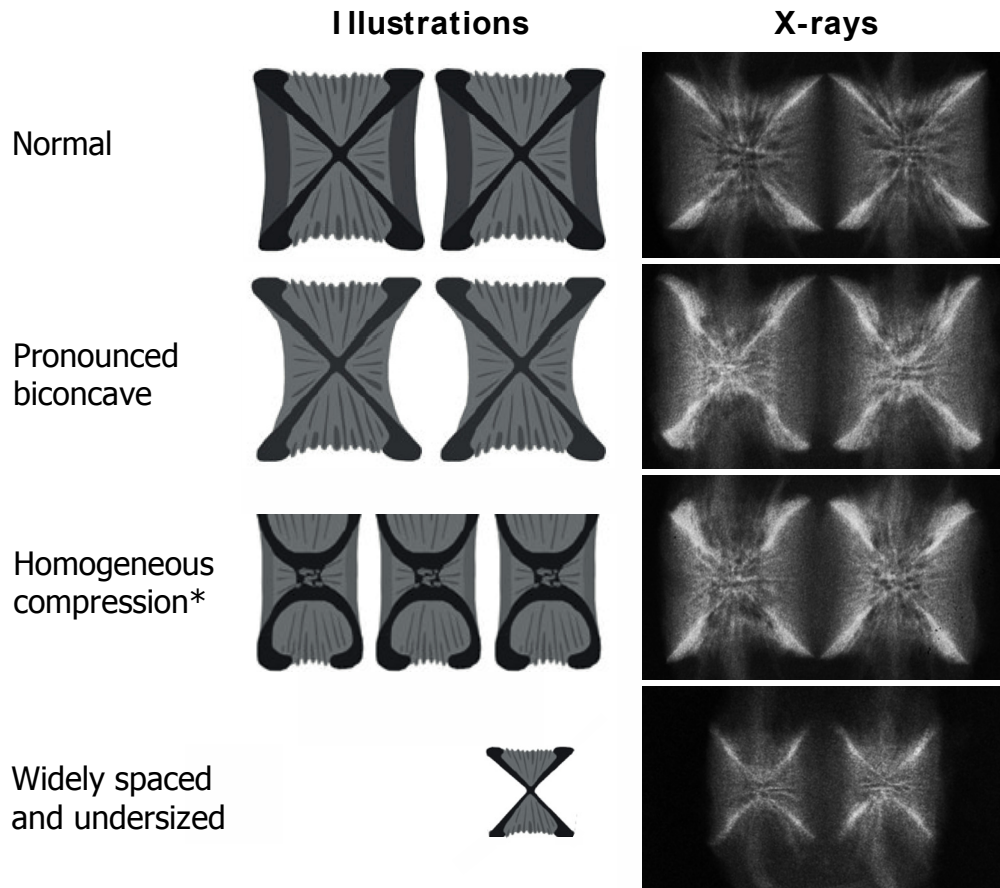 Illustrations
X-rays
Normal
Pronounced
biconcave
Homogeneous
compression*
Widely spaced
and undersized